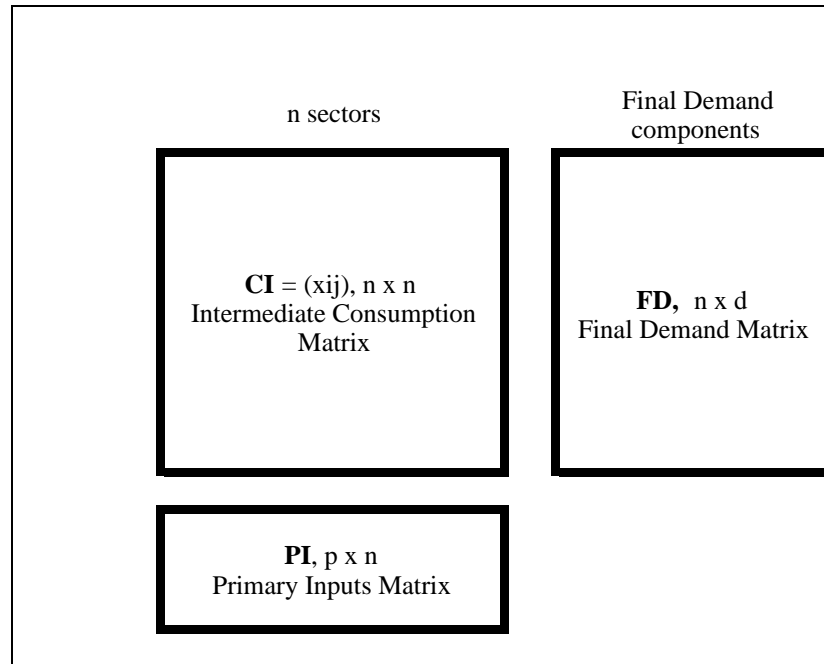 n sectors
Final Demand
components
CI = (xij), n x n
Intermediate Consumption
Matrix
FD, n x d
Final Demand Matrix
PI, p x n
Primary Inputs Matrix